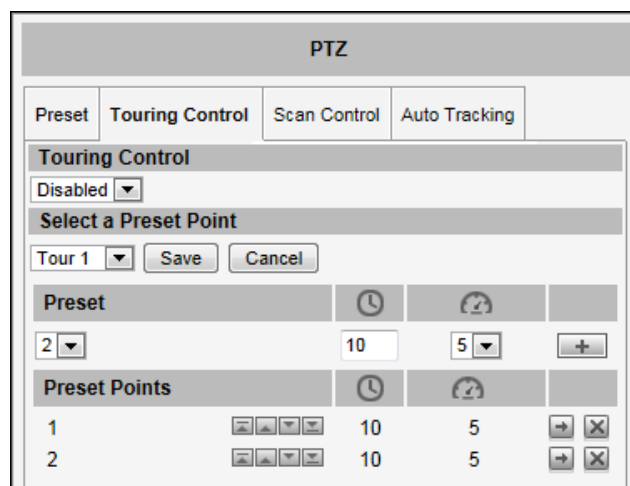 PTZ
Preset Touring Control Scan Control Auto Tracking
Touring Control
Disabled
Select a Preset Point
Tour 1 Save Cancel
Preset
2 10 5 +
Preset Points
1 10 5
2 10 5